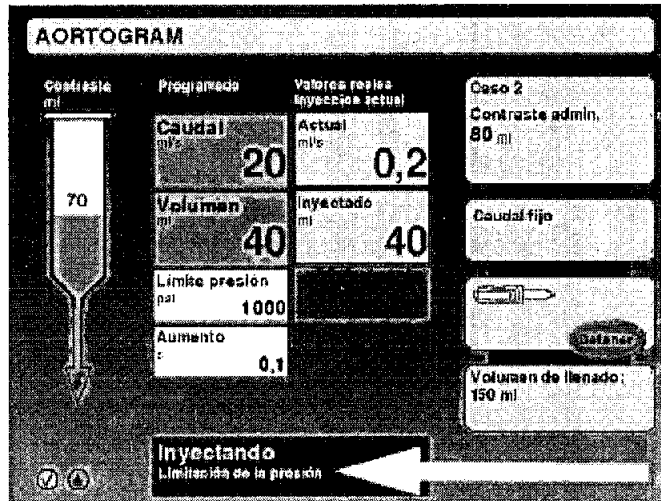 AORTOGRAM
Contraste
ml
70
Programado
Valores reales
Inyección actual
Caudal
ml/s
20
Actual
ml/s
0,2
Volumen
ml
40
Inyectado
ml
40
Límite presión
psi
1000
Aumento
s
0,1
Caso 2
Contraste admin.
80 ml
Caudal fijo
Detener
Volumen de llenado:
150 ml
Inyectando
Limitación de la presión